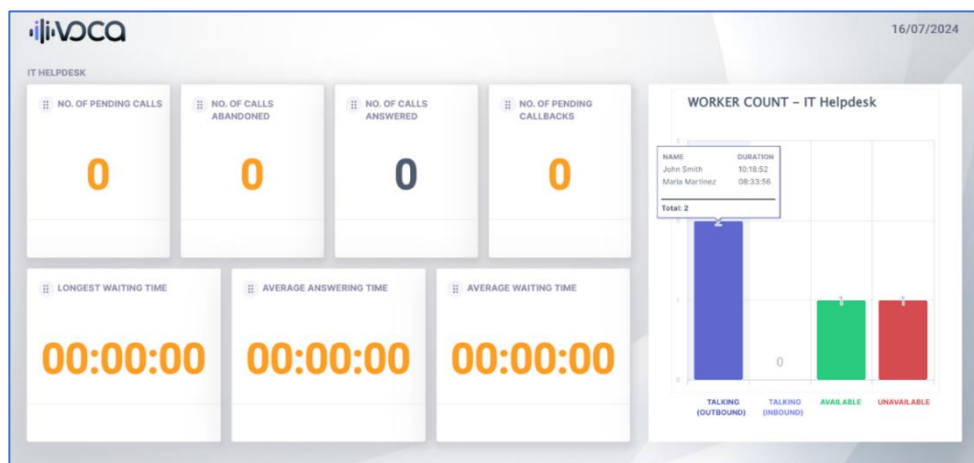 VOCA
16/07/2024
IT HELPDESK
NO. OF PENDING CALLS
0
NO. OF CALLS
ABANDONED
0
NO. OF CALLS
ANSWERED
0
NO. OF PENDING
CALLBACKS
0
LONGEST WAITING TIME
00:00:00
AVERAGE ANSWERING TIME
00:00:00
AVERAGE WAITING TIME
00:00:00
WORKER COUNT – IT Helpdesk
NAME DURATION
John Smith 10:18:52
Maria Martinez 08:33:56
Total: 2
2
0
1
1
1
0
TALKING
(OUTBOUND)
TALKING
(INBOUND)
AVAILABLE
UNAVAILABLE